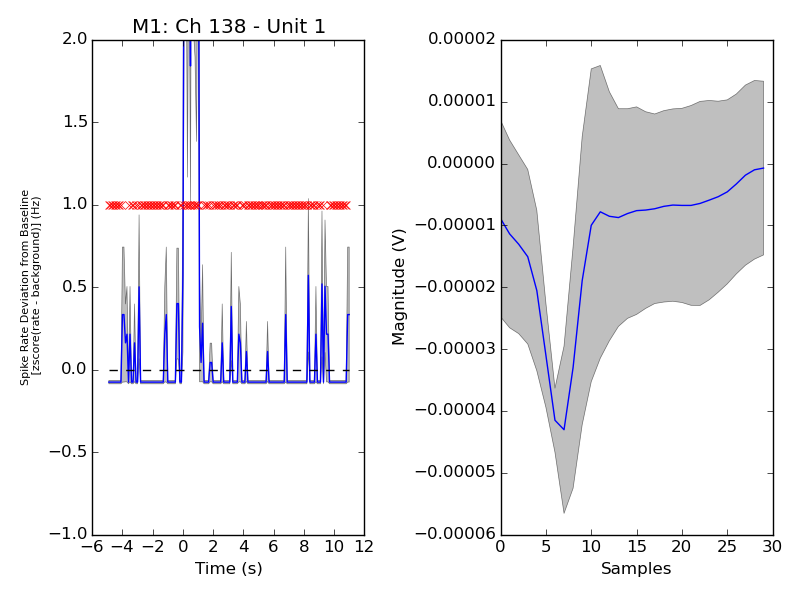 M1: Ch 138 - Unit 1
2.0
1.5
1.0
0.5
0.0
−0.5
−1.0
−6 −4 −2 0 2 4 6 8 10 12
Time (s)
Spike Rate Deviation from Baseline
[zscore(rate - background)] (Hz)
0.00002
0.00001
0.00000
−0.00001
−0.00002
−0.00003
−0.00004
−0.00005
−0.00006
0 5 10 15 20 25 30
Samples
Magnitude (V)